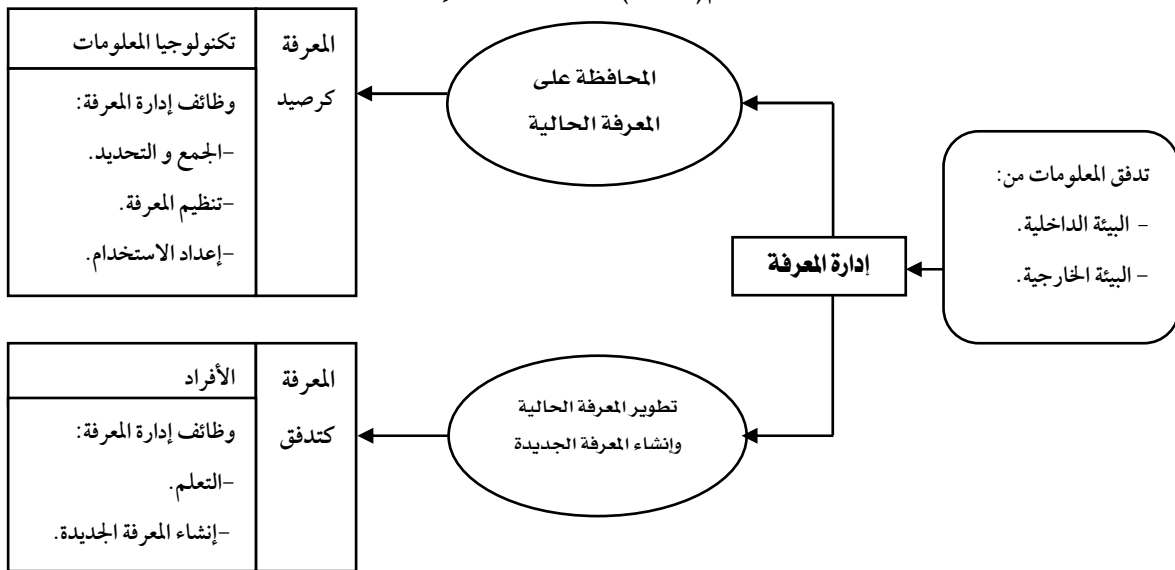 تدفق المعلومات من:
- البيئة الداخلية.
- البيئة الخارجية.
إدارة المعرفة
المحافظة على
المعرفة الحالية
المعرفة
كرصيد
تكنولوجيا المعلومات
وظائف إدارة المعرفة:
-الجمع و التحديد.
-تنظيم المعرفة.
-إعداد الاستخدام.
تطوير المعرفة الحالية
وإنشاء المعرفة الجديدة
المعرفة
كتدفق
الأفراد
وظائف إدارة المعرفة:
-التعلم.
-إنشاء المعرفة الجديدة.